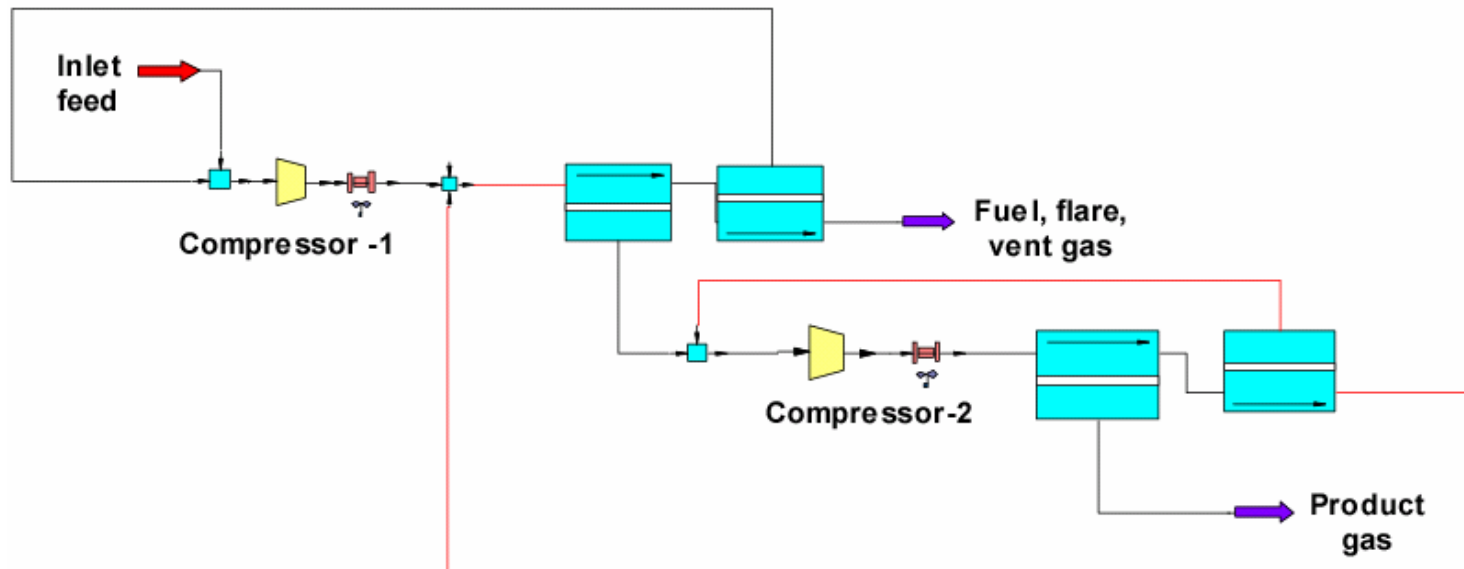 Inlet
feed
Compressor -1
Fuel, flare,
vent gas
Compressor-2
Product
gas